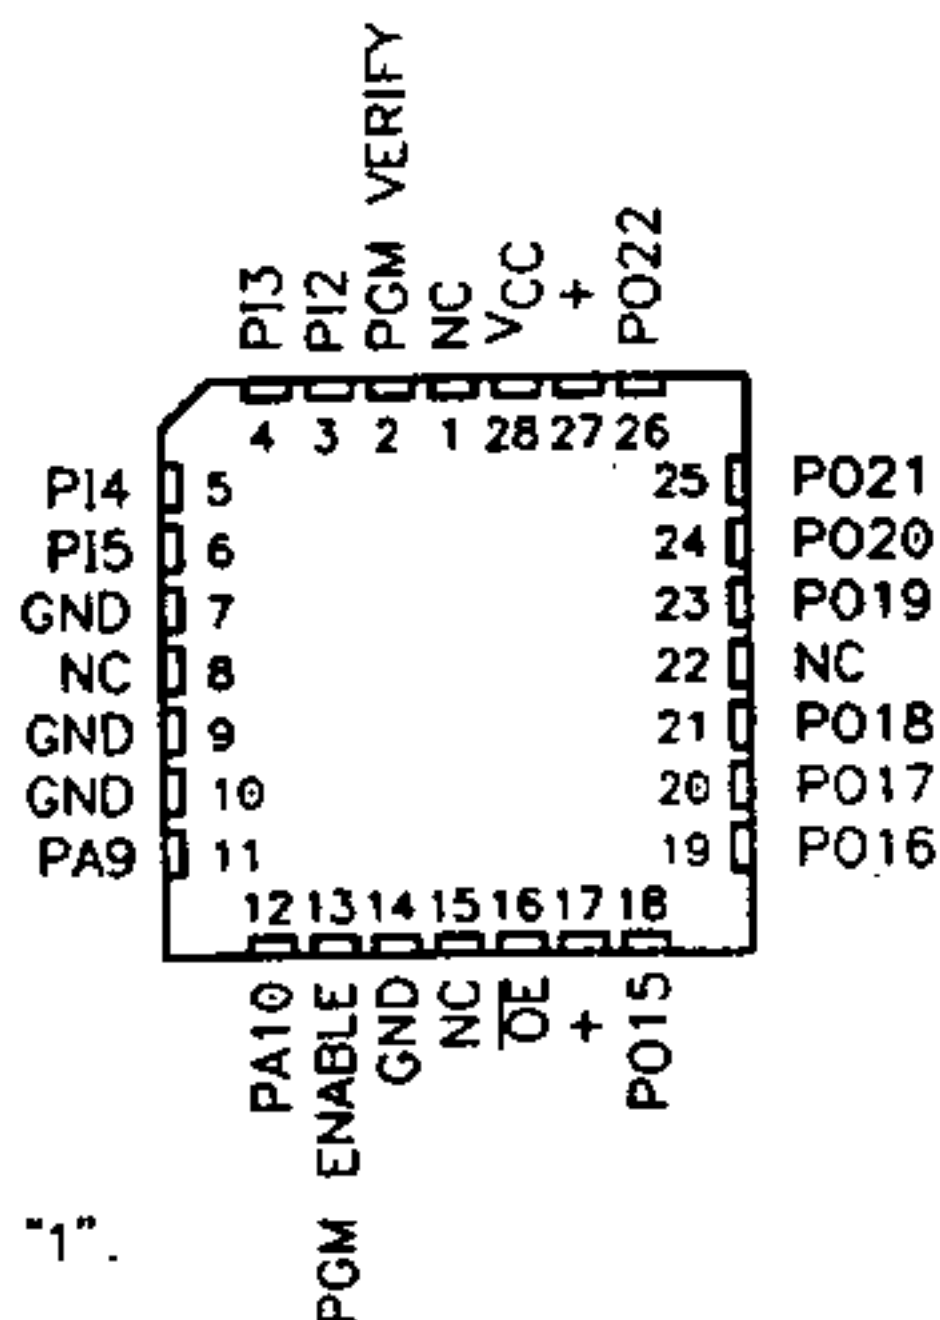 PGM VERIFY
PI3 PI2 NC VCC + PO22
4 3 2 1 28 27 26
PI4 5 25 PO21
PI5 6 24 PO20
GND 7 23 PO19
NC 8 22 NC
GND 9 21 PO18
GND 10 20 PO17
PA9 11 19 PO16
12 13 14 15 16 17 18
PA10 PGM ENABLE GND NC OE + PO15
"1".